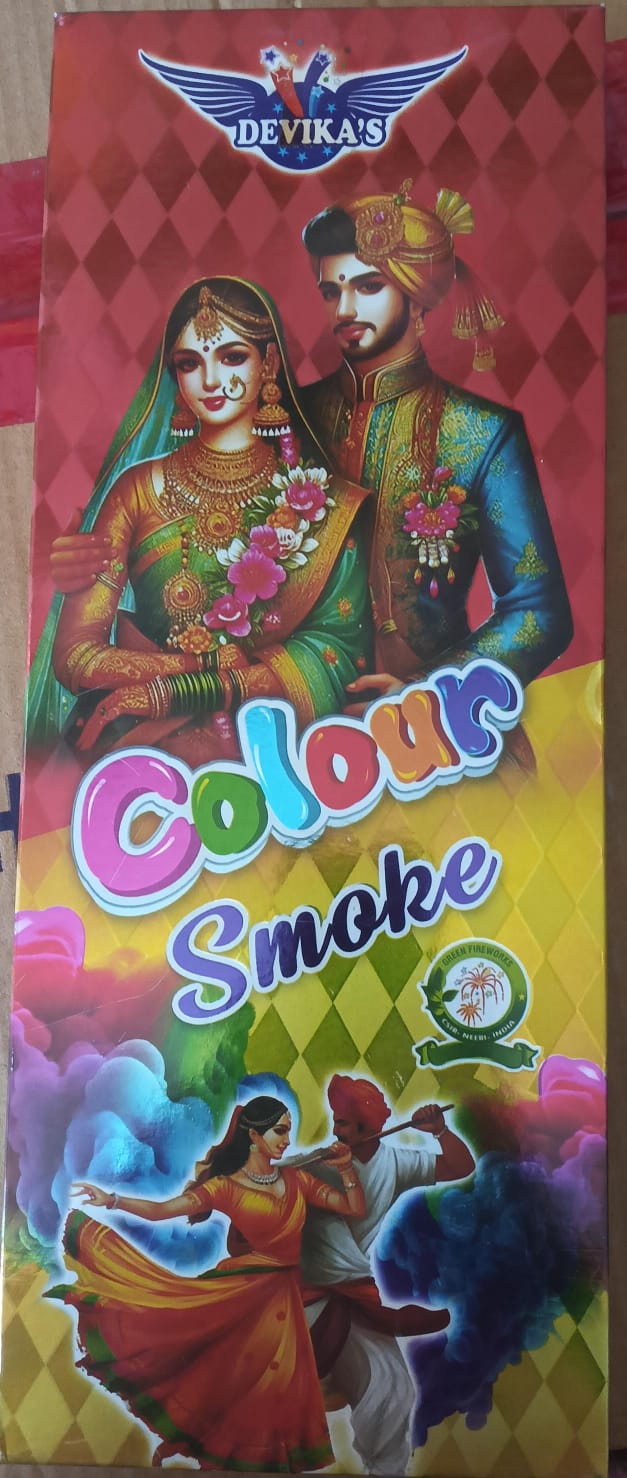 DEVIKA'S
Colour
Smoke
GREEN FIREWORKS
CSIR- NEERI- INDIA